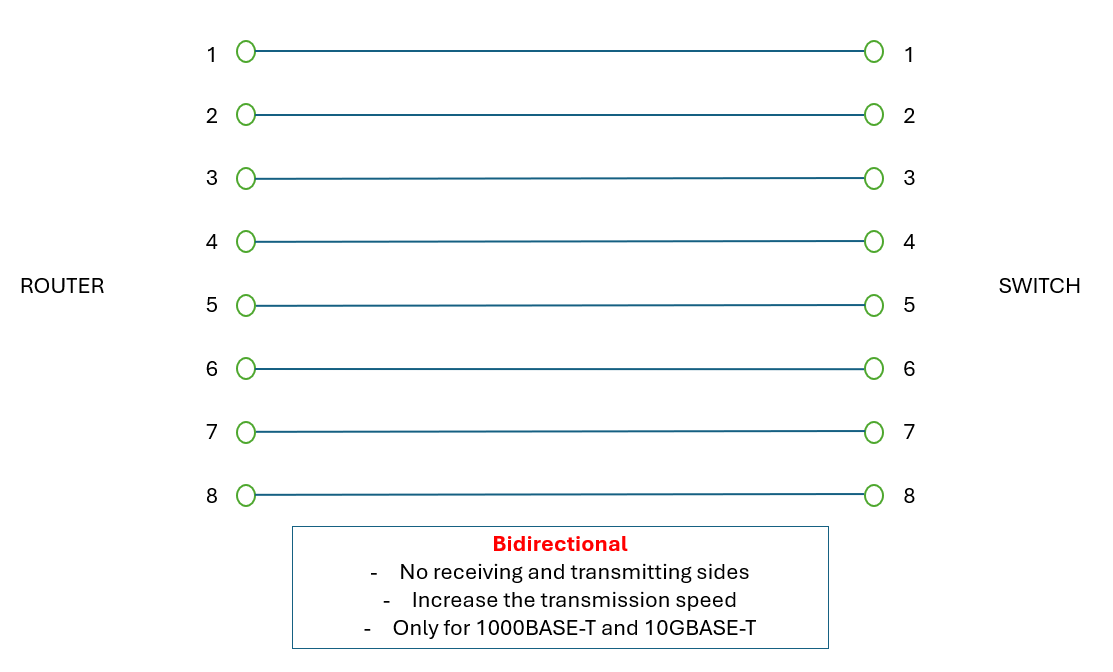 1 1
2 2
3 3
4 4
ROUTER SWITCH
5 5
6 6
7 7
8 8
Bidirectional
- No receiving and transmitting sides
- Increase the transmission speed
- Only for 1000BASE-T and 10GBASE-T